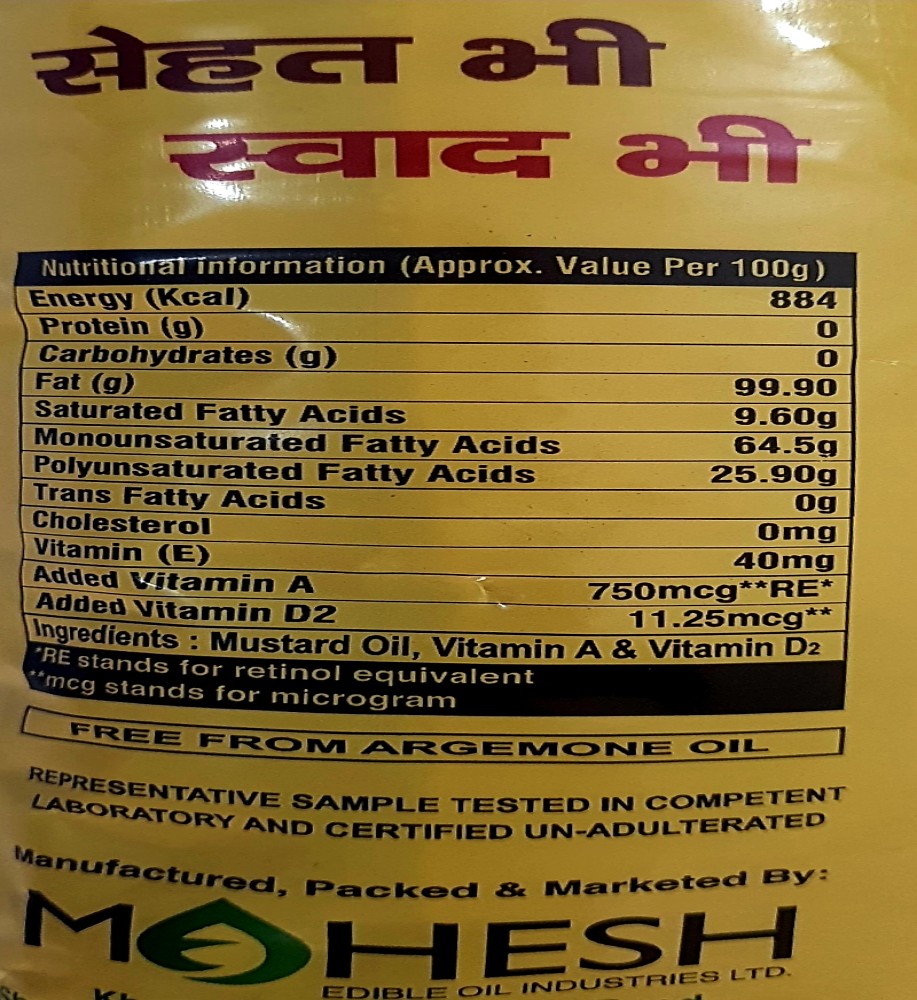 सेहत भी
स्वाद भी
Nutritional information (Approx. Value Per 100g)
Energy (Kcal) 884
Protein (g) 0
Carbohydrates (g) 0
Fat (g) 99.90
Saturated Fatty Acids 9.60g
Monounsaturated Fatty Acids 64.5g
Polyunsaturated Fatty Acids 25.90g
Trans Fatty Acids 0g
Cholesterol 0mg
Vitamin (E) 40mg
Added Vitamin A 750mcg**RE*
Added Vitamin D2 11.25mcg**
Ingredients : Mustard Oil, Vitamin A & Vitamin D2
*RE stands for retinol equivalent
**mcg stands for microgram
FREE FROM ARGEMONE OIL
REPRESENTATIVE SAMPLE TESTED IN COMPETENT
LABORATORY AND CERTIFIED UN-ADULTERATED
Manufactured, Packed & Marketed By:
MAHESH
EDIBLE OIL INDUSTRIES LTD.